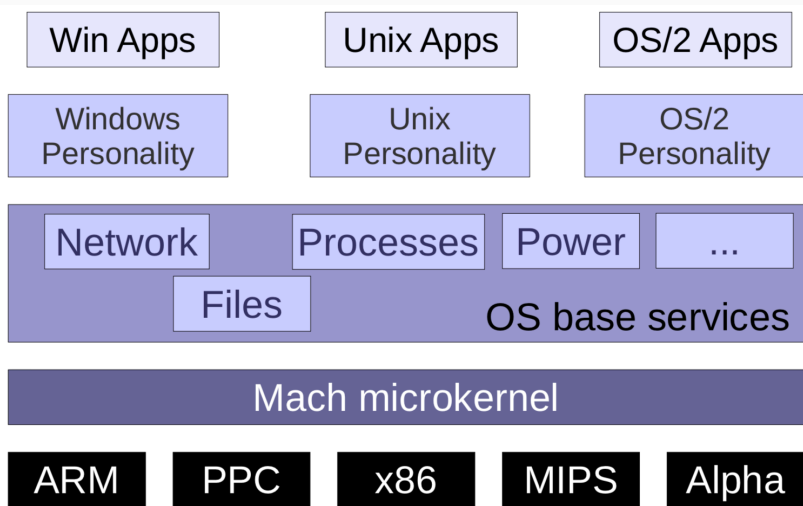 Win Apps
Unix Apps
OS/2 Apps
Windows
Personality
Unix
Personality
OS/2
Personality
Network
Processes
Power
...
Files
OS base services
Mach microkernel
ARM
PPC
x86
MIPS
Alpha